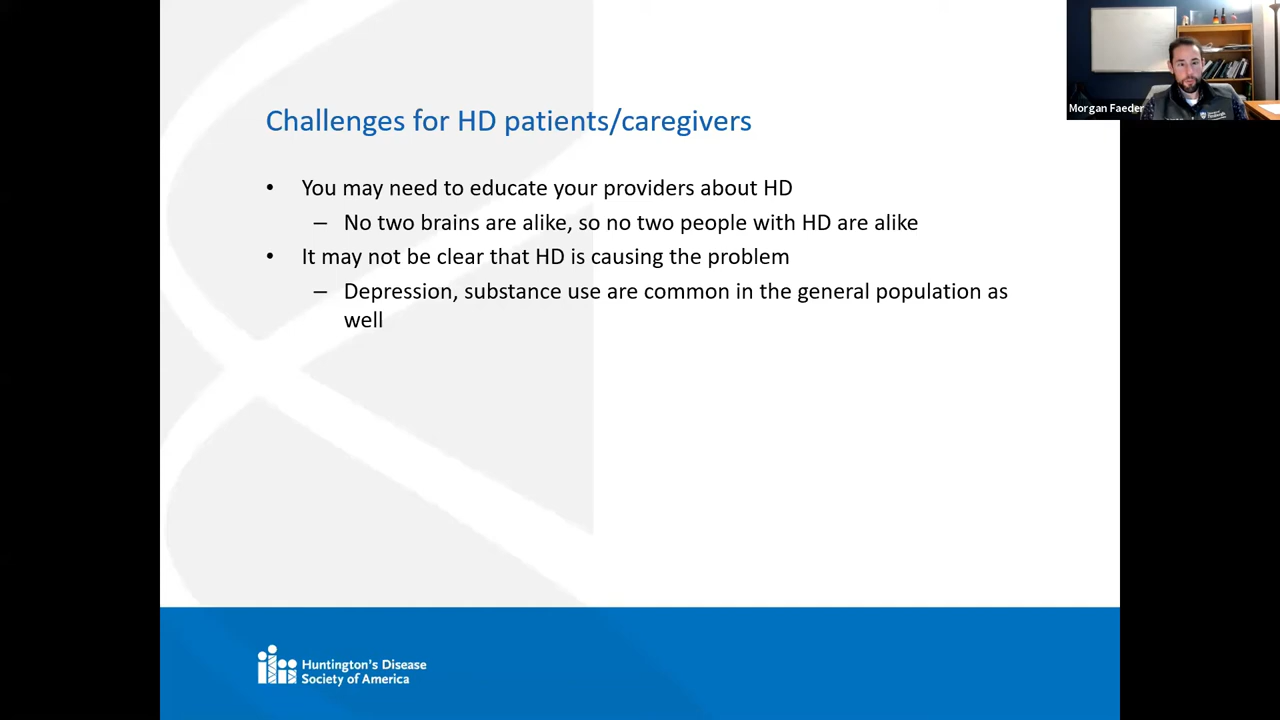 Challenges for HD patients/caregivers
• You may need to educate your providers about HD
– No two brains are alike, so no two people with HD are alike
• It may not be clear that HD is causing the problem
– Depression, substance use are common in the general population as
well
Huntington's Disease
Society of America
Morgan Faeder